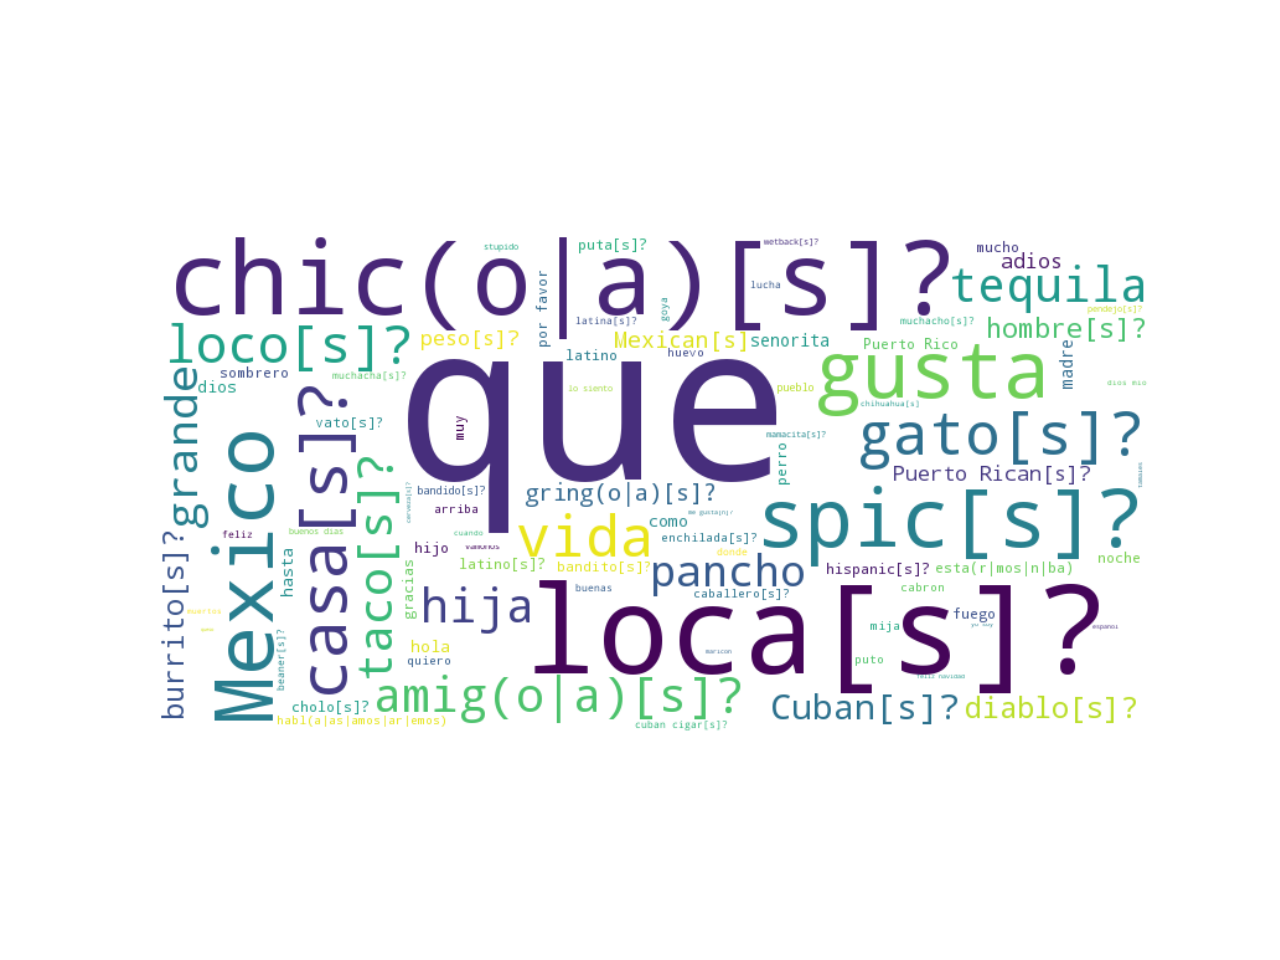 stupido
puta[s]?
wetback[s]?
mucho
adios
chic(o|a)[s]?
tequila
lucha
por favor
goya
latina[s]?
muchacho[s]?
pendejo[s]?
hombre[s]?
loco[s]?
peso[s]?
Mexican[s]
senorita
Puerto Rico
madre
latino
huevo
gusta
sombrero
muchacha[s]?
dios
lo siento
pueblo
dios mio
chihuahua[s]
grande
casa[s]?
que
vato[s]?
muy
mamacita[s]?
gato[s]?
perro
Mexico
taco[s]?
Puerto Rican[s]?
bandido[s]?
gring(o|a)[s]?
cerveza[s]?
arriba
spic[s]?
como
buenos dias
feliz
cuando
vida
enchilada[s]?
burrito[s]?
hasta
hijo
vamonos
donde
noche
latino[s]?
bandito[s]?
pancho
hispanic[s]?
esta(r|mos|n|ba)
gracias
hija
buenas
caballero[s]?
cabron
muertos
loca[s]?
fuego
mija
yo soy
espanol
beaner[s]?
hola
quiero
maricon
puto
feliz navidad
amig(o|a)[s]?
cholo[s]?
Cuban[s]?
diablo[s]?
habl(a|as|amos|ar|emos)
cuban cigar[s]?